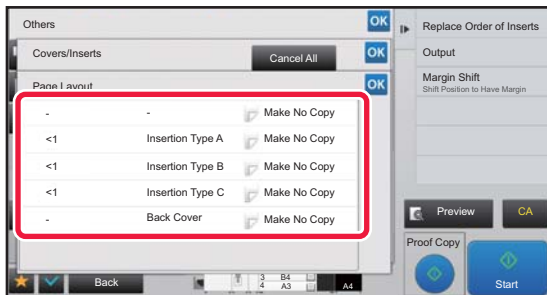 Others OK
Covers/Inserts Cancel All OK
Page Layout OK
- - Make No Copy
<1 Insertion Type A Make No Copy
<1 Insertion Type B Make No Copy
<1 Insertion Type C Make No Copy
- Back Cover Make No Copy
Back
3 B4
4 A3
A4
Replace Order of Inserts
Output
Margin Shift
Shift Position to Have Margin
Preview CA
Proof Copy
Start